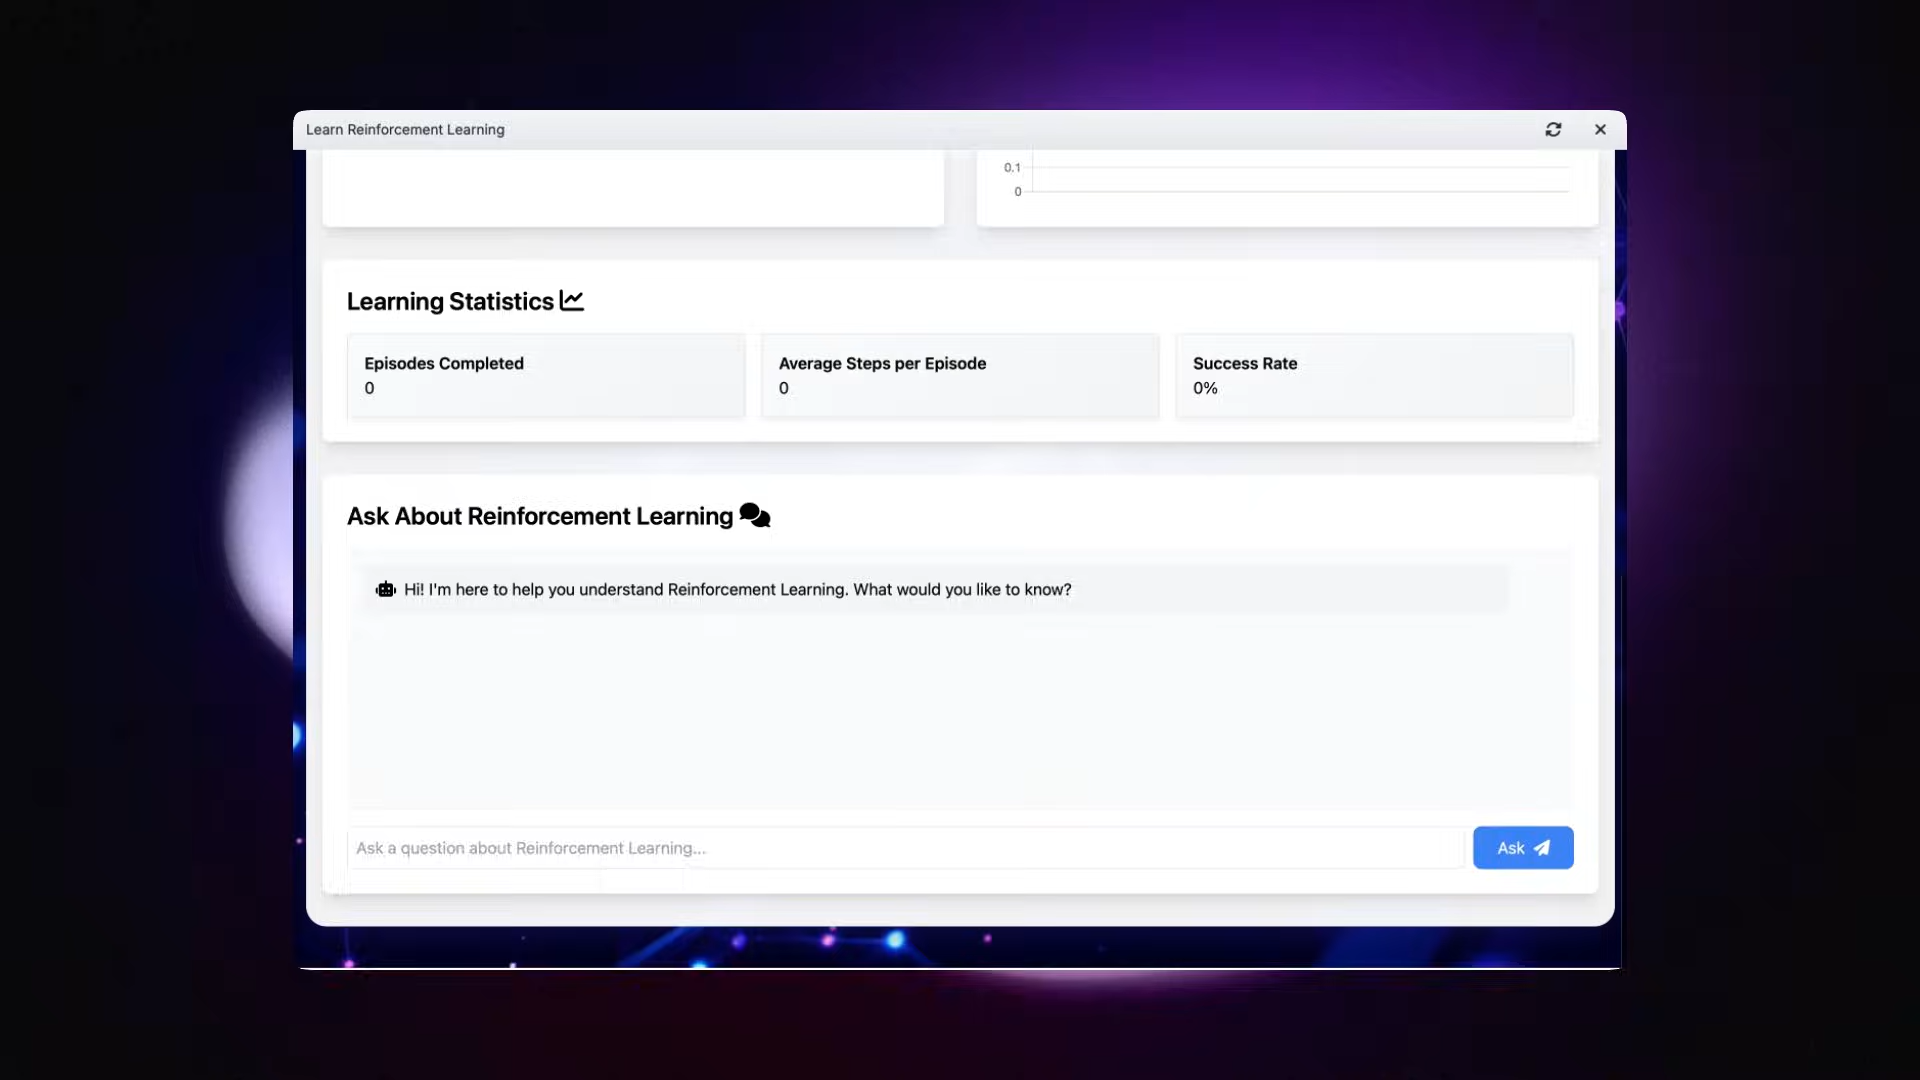 Learn Reinforcement Learning
0.1
0
Learning Statistics
Episodes Completed
0
Average Steps per Episode
0
Success Rate
0%
Ask About Reinforcement Learning
Hi! I'm here to help you understand Reinforcement Learning. What would you like to know?
Ask a question about Reinforcement Learning...
Ask